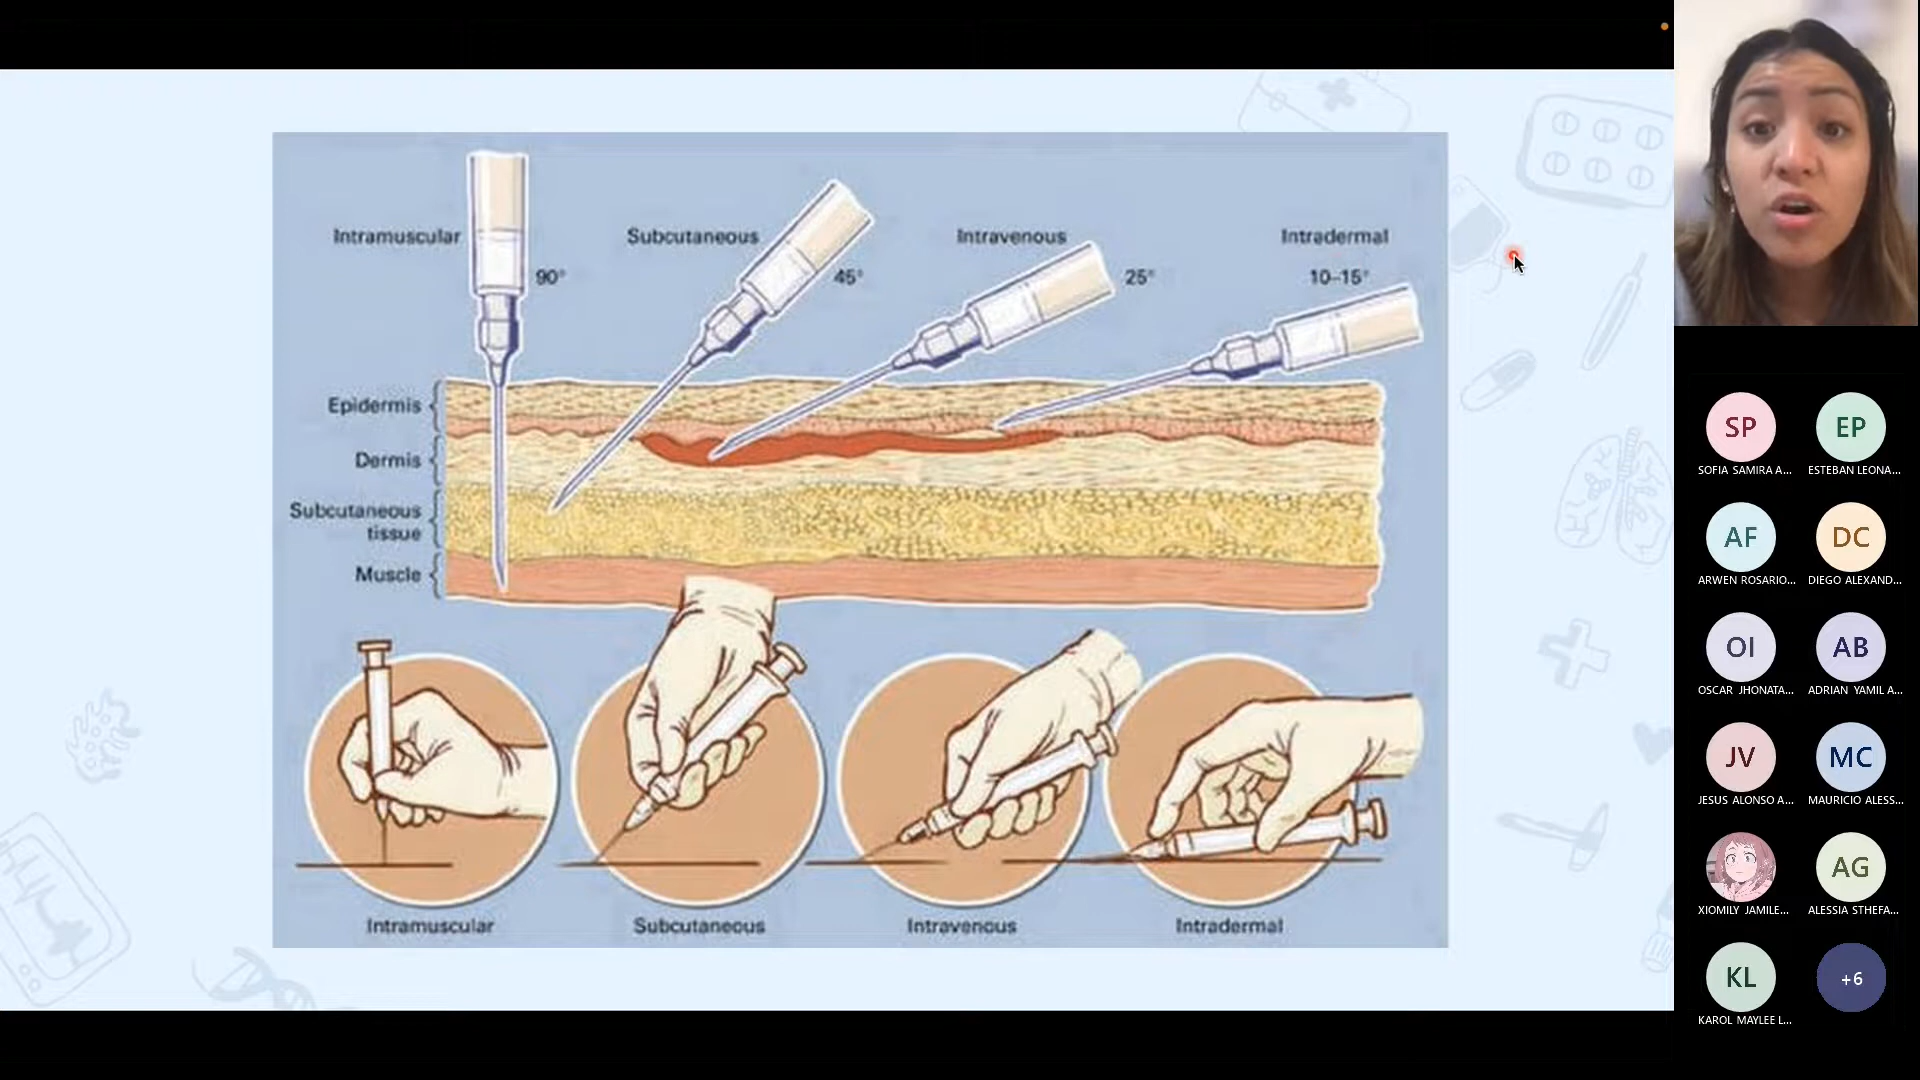 Intramuscular
90°
Subcutaneous
45°
Intravenous
25°
Intradermal
10–15°
Epidermis
Dermis
Subcutaneous
tissue
Muscle
Intramuscular
Subcutaneous
Intravenous
Intradermal
SP
SOFIA SAMIRA A...
EP
ESTEBAN LEONA...
AF
ARWEN ROSARIO...
DC
DIEGO ALEXAND...
OI
OSCAR JHONATA...
AB
ADRIAN YAMIL A...
JV
JESUS ALONSO A...
MC
MAURICIO ALESS...
XIOMILY JAMILE...
AG
ALESSIA STHEFA...
KL
KAROL MAYLEE L...
+6